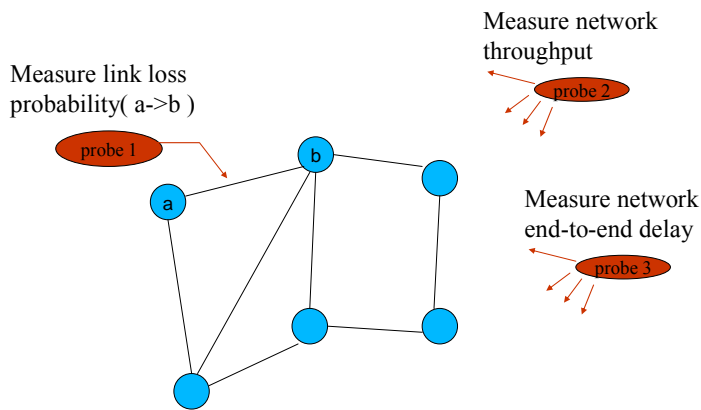 Measure network
throughput
probe 2
Measure link loss
probability( a->b )
probe 1
b
a
Measure network
end-to-end delay
probe 3